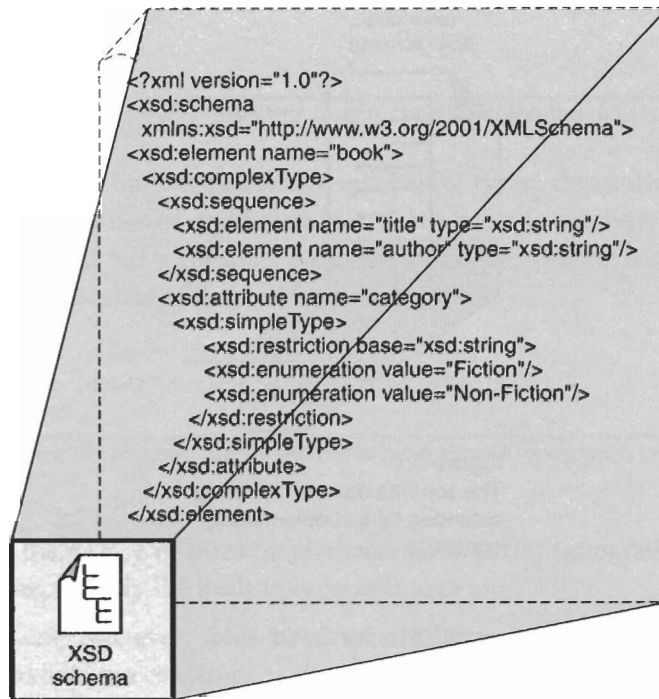 <?xml version="1.0"?>
<xsd:schema
xmlns:xsd="http://www.w3.org/2001/XMLSchema">
<xsd:element name="book">
<xsd:complexType>
<xsd:sequence>
<xsd:element name="title" type="xsd:string"/>
<xsd:element name="author" type="xsd:string"/>
</xsd:sequence>
<xsd:attribute name="category">
<xsd:simpleType>
<xsd:restriction base="xsd:string">
<xsd:enumeration value="Fiction"/>
<xsd:enumeration value="Non-Fiction"/>
</xsd:restriction>
</xsd:simpleType>
</xsd:attribute>
</xsd:complexType>
</xsd:element>
XSD
schema